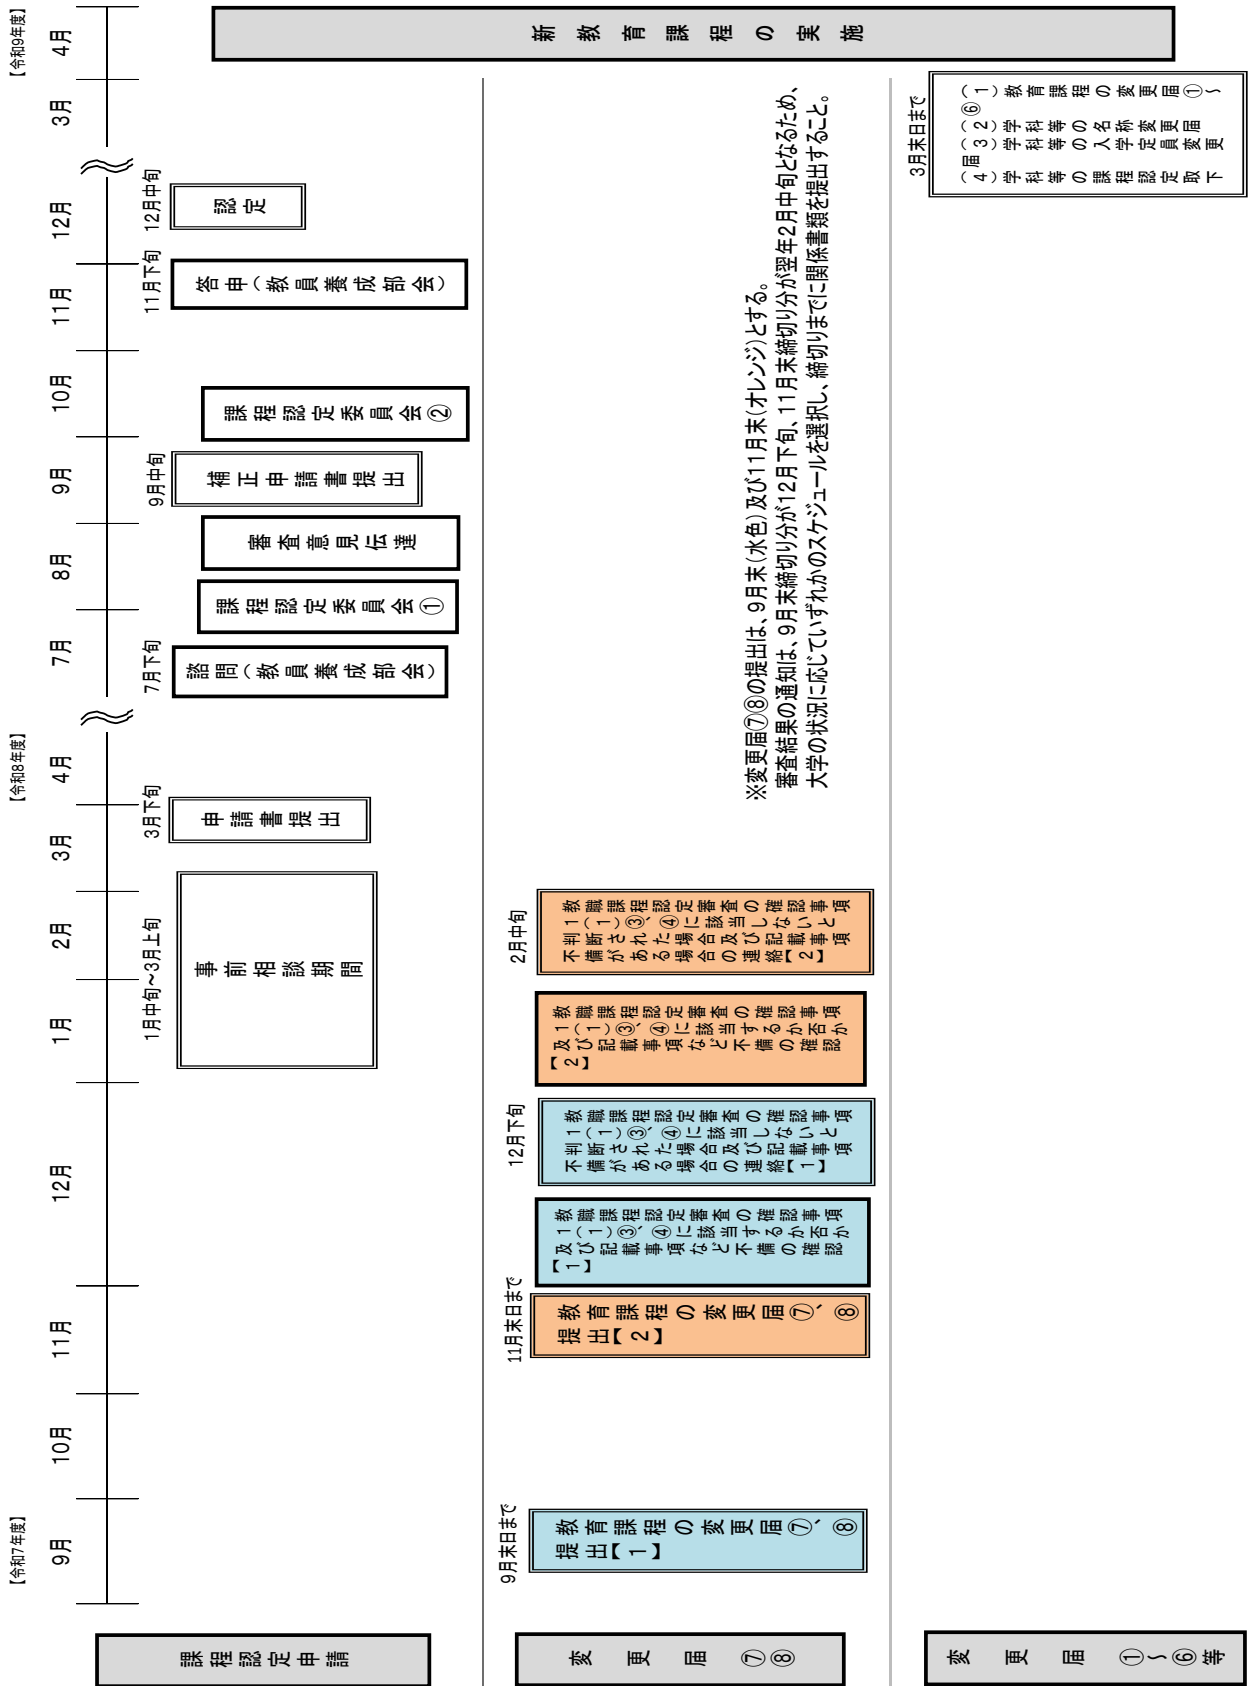 【令和7年度】
【令和8年度】
【令和9年度】
9月
10月
11月
12月
1月
2月
3月
4月
7月
8月
9月
10月
11月
12月
3月
4月
課程認定申請
1月中旬~3月上旬
事前相談期間
3月下旬
申請書提出
7月下旬
諮問(教員養成部会)
課程認定委員会①
審査意見伝達
9月中旬
補正申請書提出
課程認定委員会②
11月下旬
答申(教員養成部会)
12月中旬
認定
新教育課程の実施
変更届⑦⑧
9月末日まで
教育課程の変更届⑦、⑧
提出【1】
11月末日まで
教育課程の変更届⑦、⑧
提出【2】
教職課程認定審査の確認事項
1(1)③、④に該当するか否か
及び記載事項など不備の確認
【1】
12月下旬
教職課程認定審査の確認事項
1(1)③、④に該当しないと
判断された場合及び記載事項
不備がある場合の連絡【1】
教職課程認定審査の確認事項
1(1)③、④に該当するか否か
及び記載事項など不備の確認
【2】
2月中旬
教職課程認定審査の確認事項
1(1)③、④に該当しないと
判断された場合及び記載事項
不備がある場合の連絡【2】
※変更届⑦⑧の提出は、9月末(水色)及び11月末(オレンジ)とする。
審査結果の通知は、9月末締切り分が12月下旬、11月末締切り分が翌年2月中旬となるため、
大学の状況に応じていずれかのスケジュールを選択し、締切りまでに関係書類を提出すること。
変更届①~⑥等
3月末日まで
(1)教育課程の変更届①~
⑥
(2)学科等の名称変更届
(3)学科等の入学定員変更
届
(4)学科等の課程認定取下